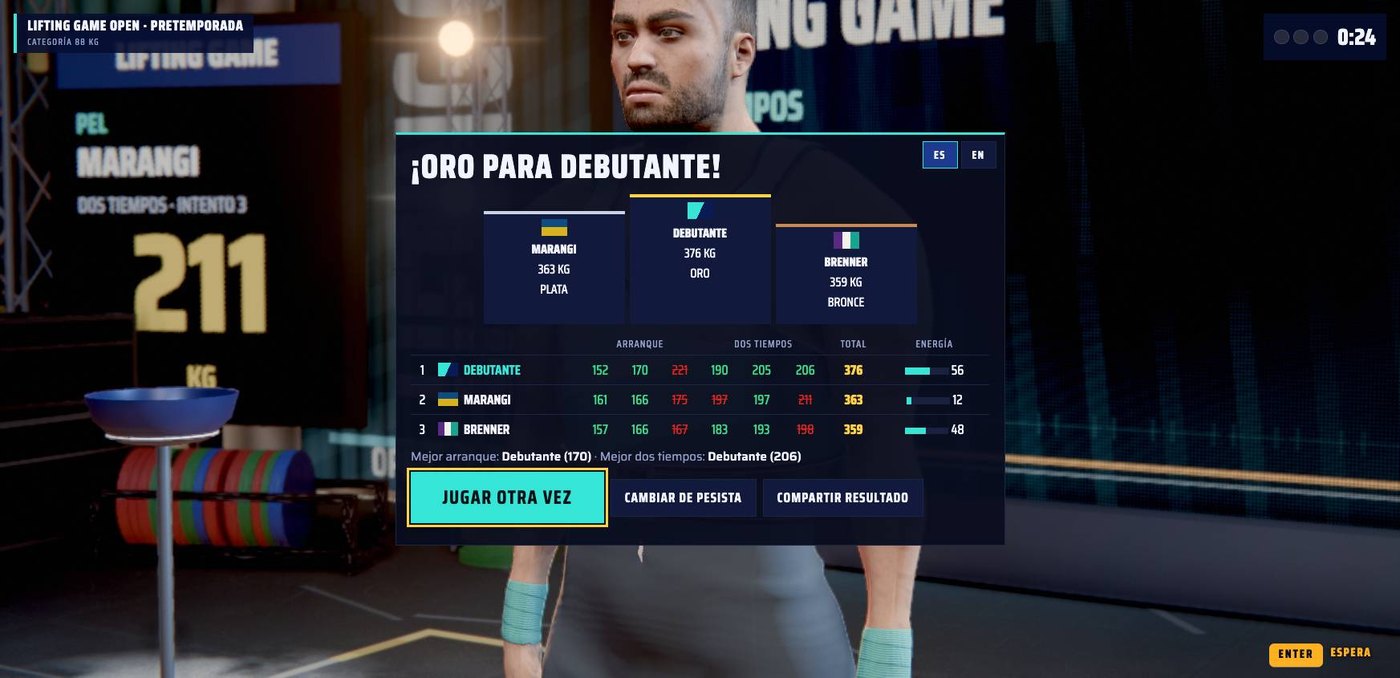 LIFTING GAME OPEN - PRETEMPORADA
CATEGORÍA 88 KG
0:24
LIFTING GAME
NG GAME
MPOS
PEL
MARANGI
DOS TIEMPOS · INTENTO 3
211
KG
¡ORO PARA DEBUTANTE!
ES EN
MARANGI
363 KG
PLATA
DEBUTANTE
376 KG
ORO
BRENNER
359 KG
BRONCE
ARRANQUE DOS TIEMPOS TOTAL ENERGÍA
1 DEBUTANTE 152 170 221 190 205 206 376 56
2 MARANGI 161 166 175 197 197 211 363 12
3 BRENNER 157 166 167 183 193 198 359 48
Mejor arranque: Debutante (170) · Mejor dos tiempos: Debutante (206)
JUGAR OTRA VEZ CAMBIAR DE PESISTA COMPARTIR RESULTADO
ENTER ESPERA